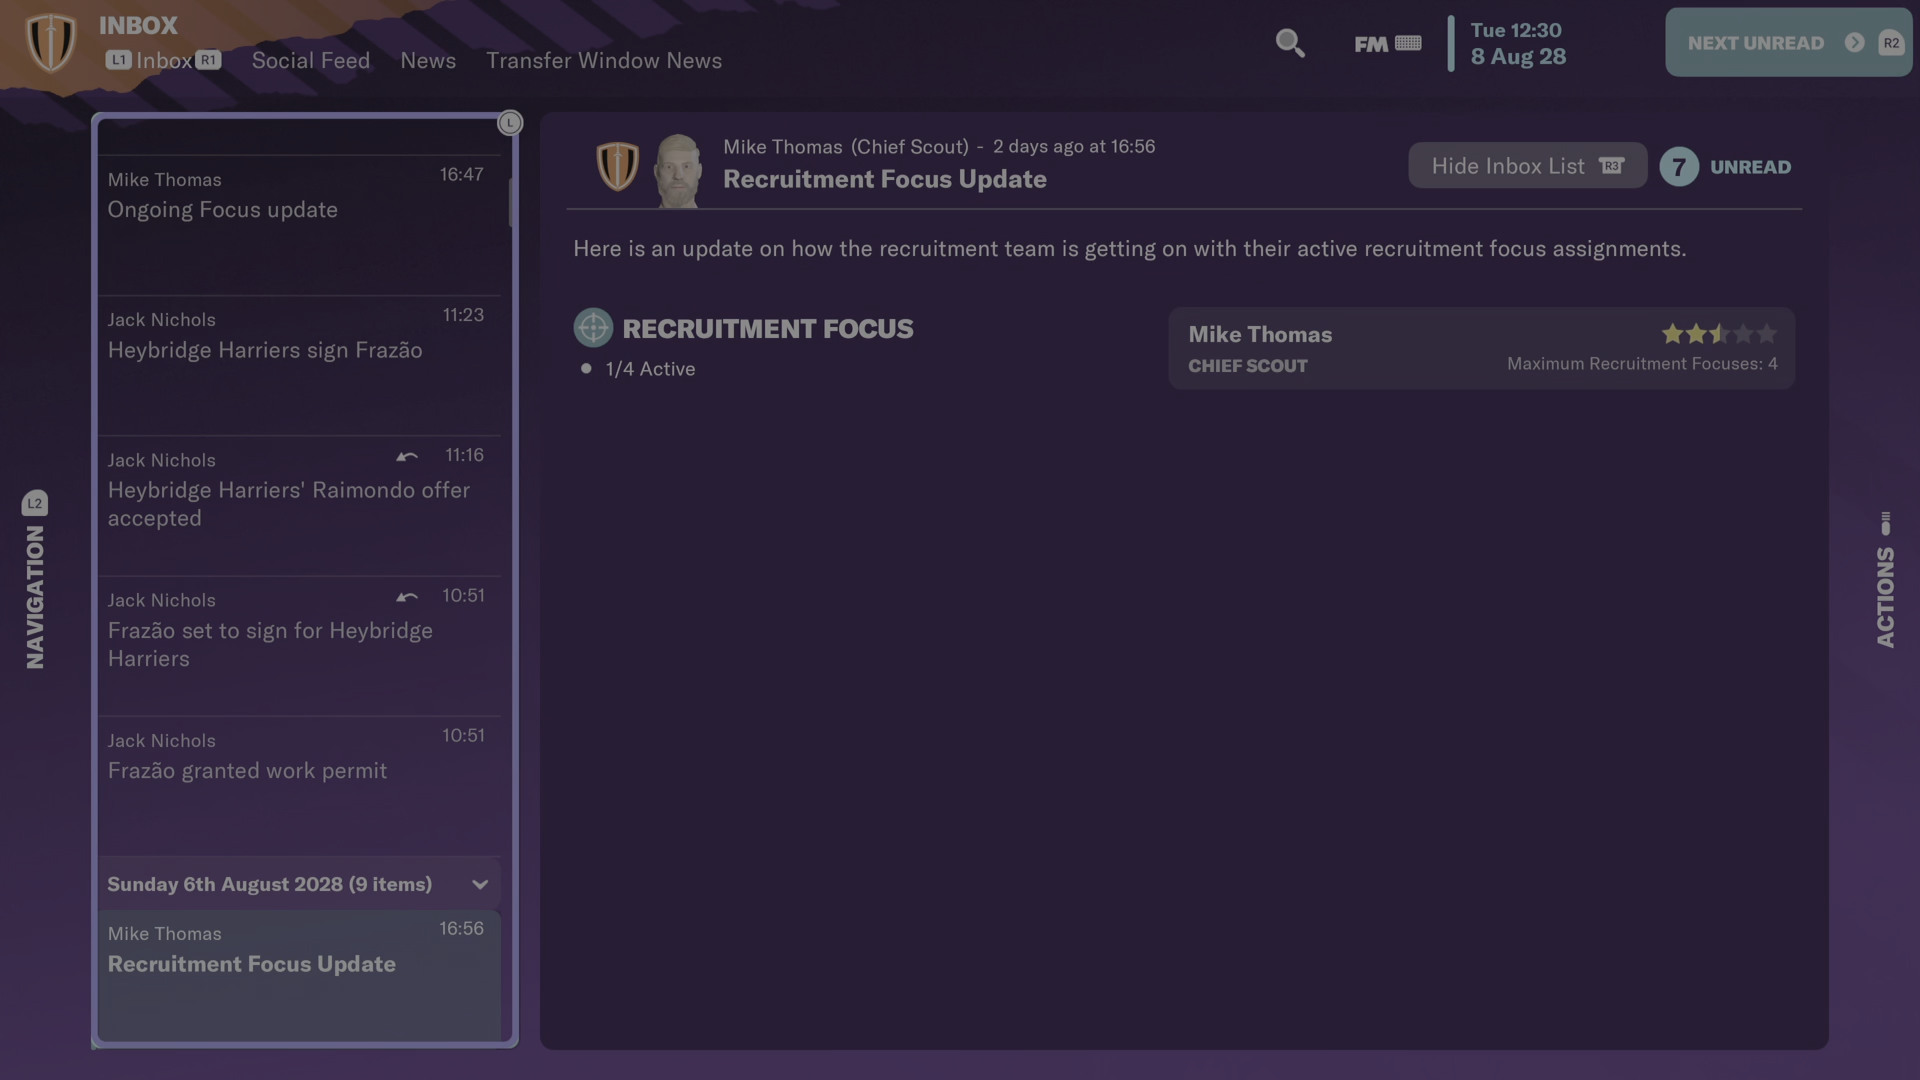 INBOX
L1 Inbox R1 Social Feed News Transfer Window News
FM
Tue 12:30
8 Aug 28
NEXT UNREAD R2
L
Mike Thomas 16:47
Ongoing Focus update
Jack Nichols 11:23
Heybridge Harriers sign Frazão
Jack Nichols 11:16
Heybridge Harriers' Raimondo offer
accepted
Jack Nichols 10:51
Frazão set to sign for Heybridge
Harriers
Jack Nichols 10:51
Frazão granted work permit
Sunday 6th August 2028 (9 items)
Mike Thomas 16:56
Recruitment Focus Update
Mike Thomas (Chief Scout) - 2 days ago at 16:56
Recruitment Focus Update
Hide Inbox List R3
7 UNREAD
Here is an update on how the recruitment team is getting on with their active recruitment focus assignments.
RECRUITMENT FOCUS
1/4 Active
Mike Thomas
CHIEF SCOUT
Maximum Recruitment Focuses: 4
L2
NAVIGATION
ACTIONS